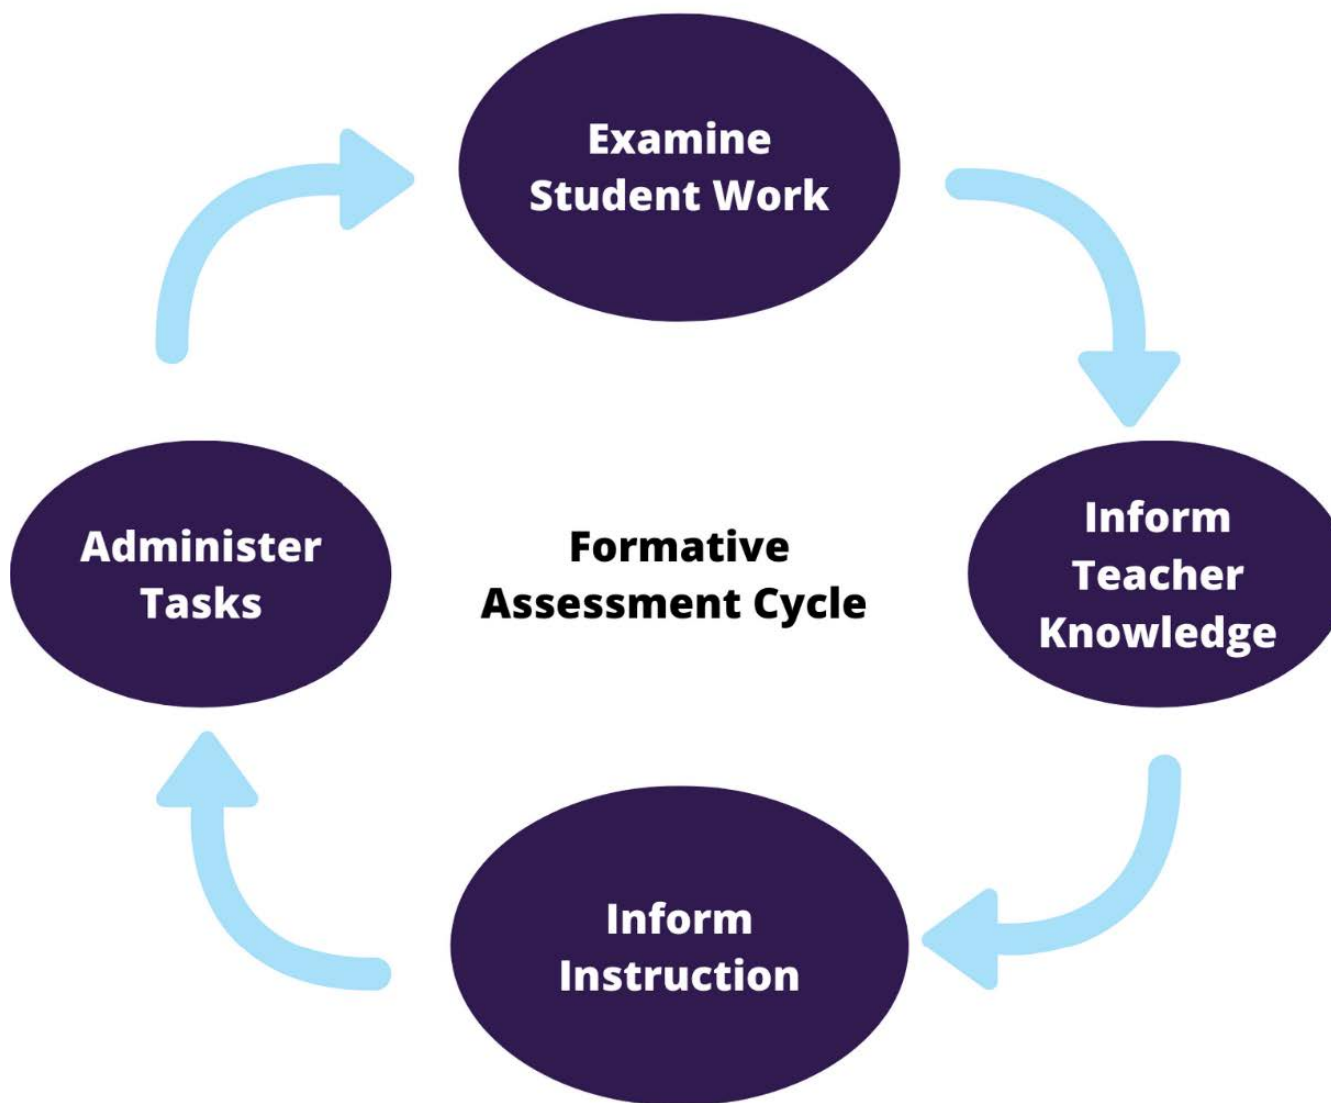 Examine
Student Work
Inform
Teacher
Knowledge
Inform
Instruction
Administer
Tasks
Formative
Assessment Cycle